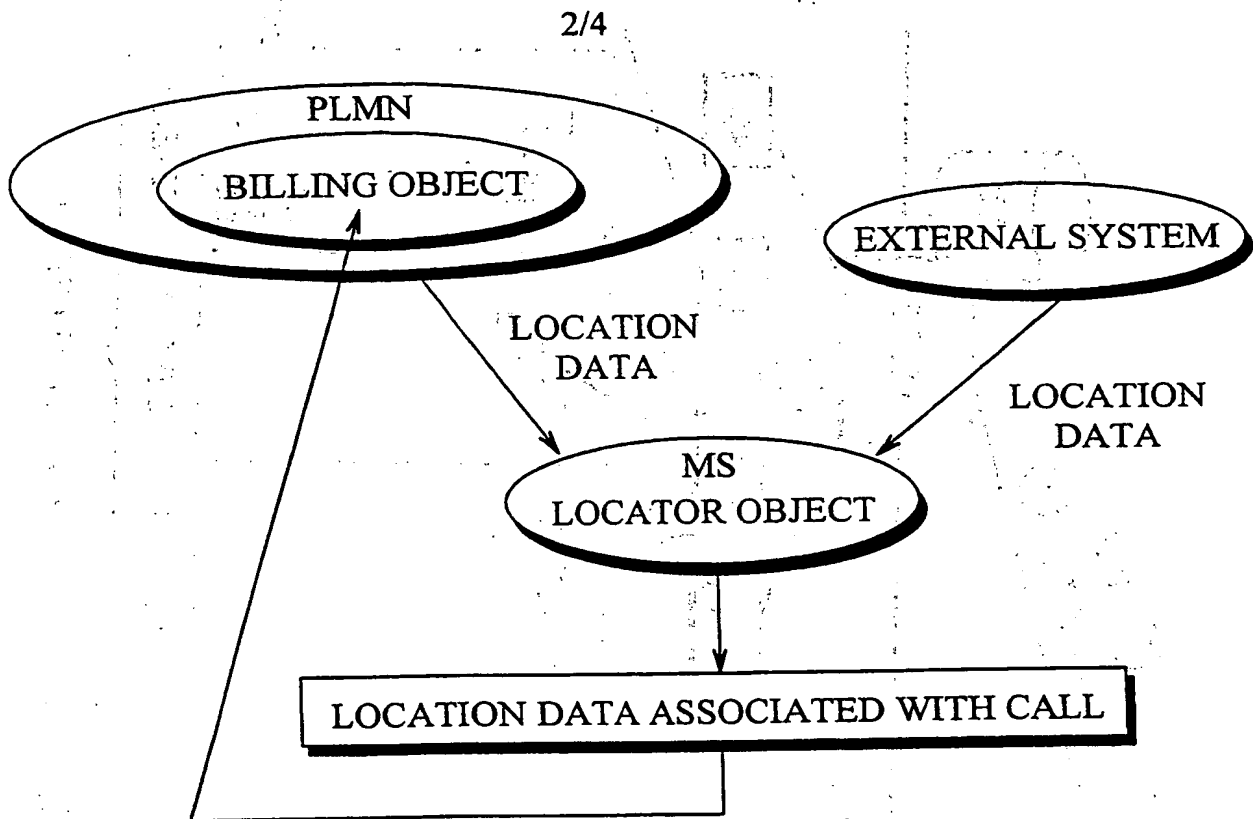 2/4
PLMN
BILLING OBJECT
EXTERNAL SYSTEM
LOCATION
DATA
LOCATION
DATA
MS
LOCATOR OBJECT
LOCATION DATA ASSOCIATED WITH CALL